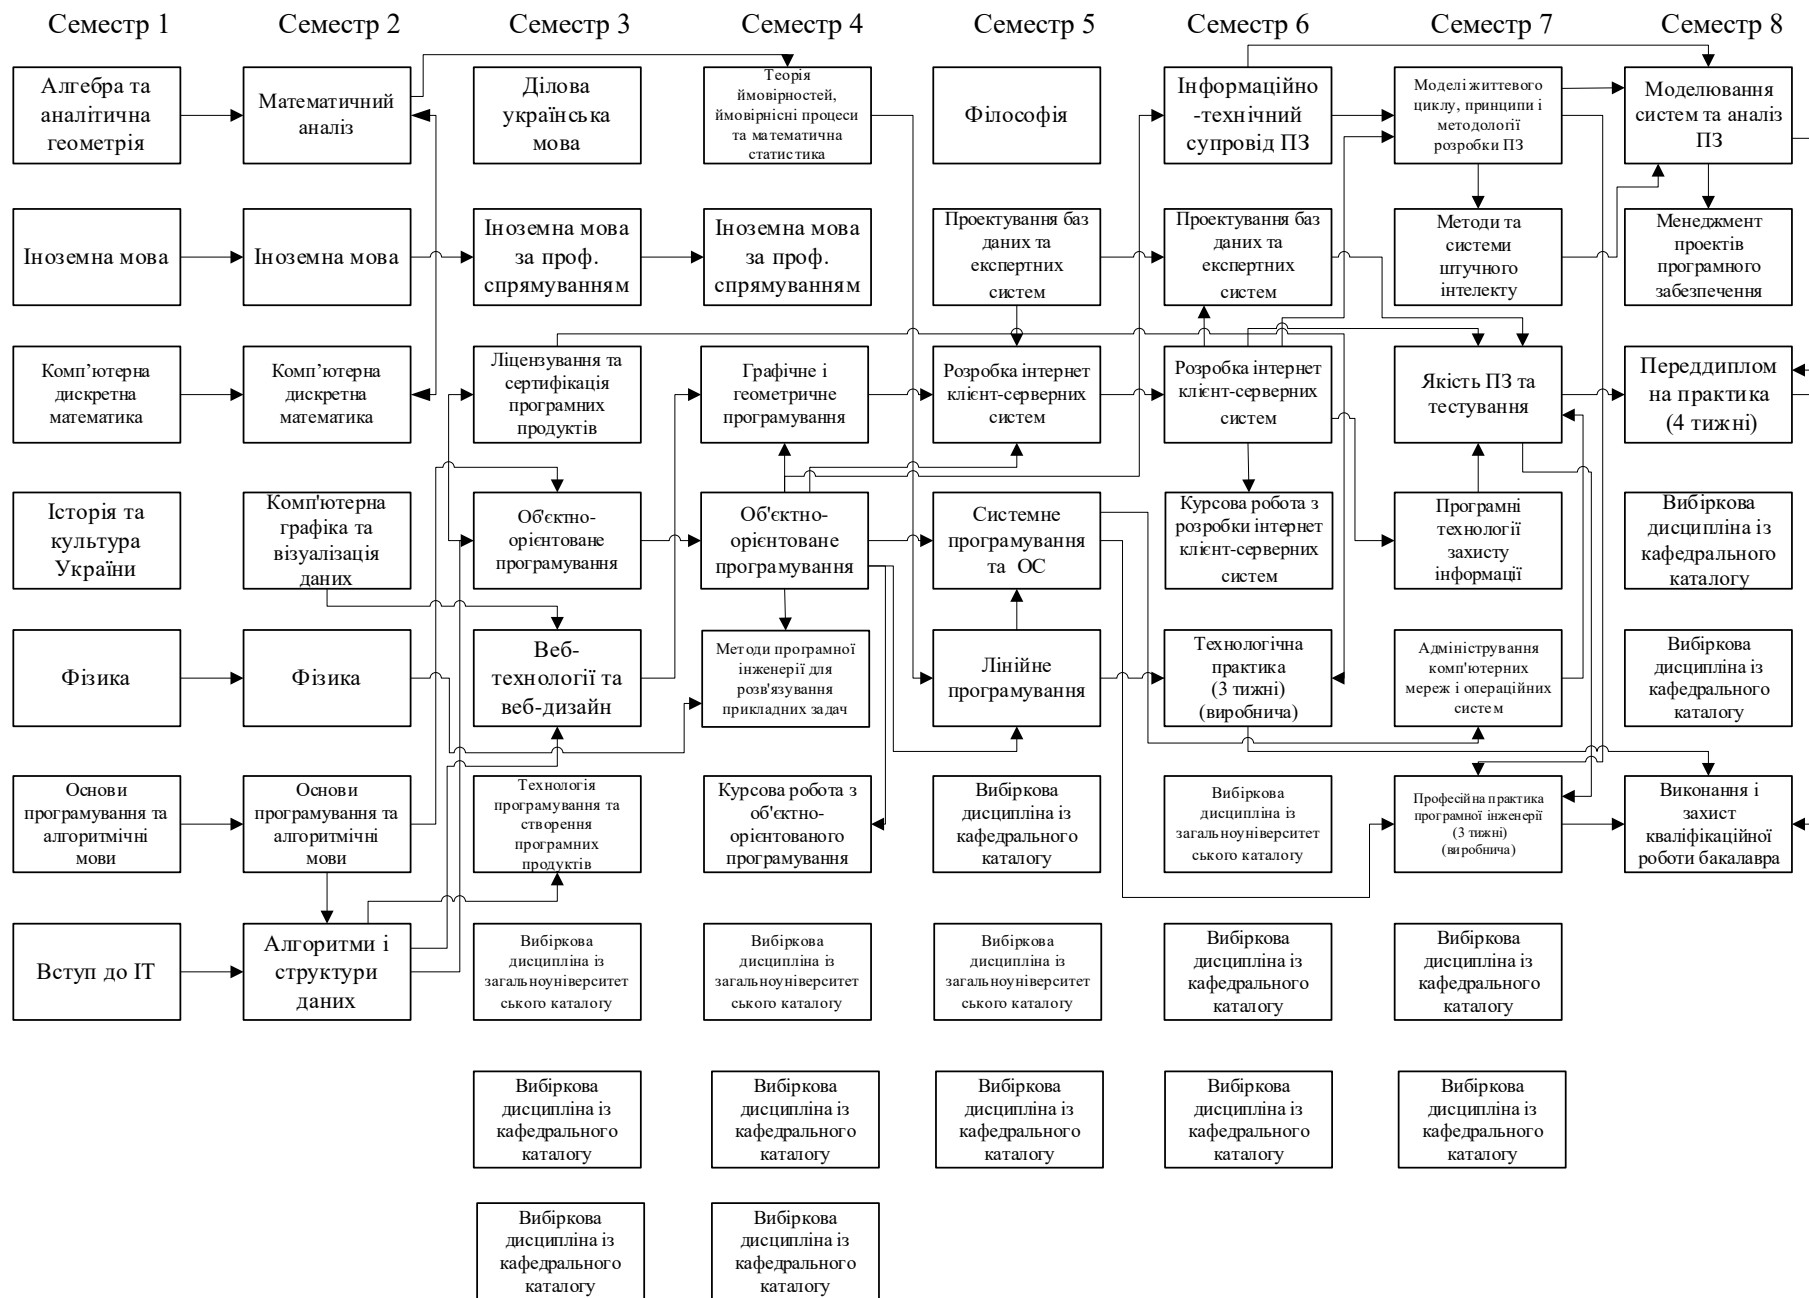 Семестр 1
Семестр 2
Семестр 3
Семестр 4
Семестр 5
Семестр 6
Семестр 7
Семестр 8
Алгебра та
аналітична
геометрія
Математичний
аналіз
Ділова
українська
мова
Теорія
ймовірностей,
ймовірнісні процеси
та математична
статистика
Філософія
Інформаційно
-технічний
супровід ПЗ
Моделі життевого
циклу, принципи і
методології
розробки ПЗ
Моделювання
систем та аналіз
ПЗ
Іноземна мова
Іноземна мова
Іноземна мова
за проф.
спрямуванням
Іноземна мова
за проф.
спрямуванням
Проектування баз
даних та
експертних
систем
Проектування баз
даних та
експертних
систем
Методи та
системи
штучного
інтелекту
Менеджмент
проектів
програмного
забезпечення
Комп’ютерна
дискретна
математика
Комп’ютерна
дискретна
математика
Ліцензування та
сертифікація
програмних
продуктів
Графічне і
геометричне
програмування
Розробка інтернет
клієнт-серверних
систем
Розробка інтернет
клієнт-серверних
систем
Якість ПЗ та
тестування
Переддиплом
на практика
(4 тижні)
Історія та
культура
України
Комп'ютерна
графіка та
візуалізація
даних
Об'єктно-
орієнтоване
програмування
Об'єктно-
орієнтоване
програмування
Системне
програмування
та ОС
Курсова робота з
розробки інтернет
клієнт-серверних
систем
Програмні
технології
захисту
інформації
Вибіркова
дисципліна із
кафедрального
каталогу
Фізика
Фізика
Веб-
технології та
веб-дизайн
Методи програмної
інженерії для
розв'язування
прикладних задач
Лінійне
програмування
Технологічна
практика
(3 тижні)
(виробнича)
Адміністрування
комп'ютерних
мереж і операційних
систем
Вибіркова
дисципліна із
кафедрального
каталогу
Основи
програмування та
алгоритмічні
мови
Основи
програмування та
алгоритмічні
мови
Технологія
програмування та
створення
програмних
продуктів
Курсова робота з
об'єктно-
орієнтованого
програмування
Вибіркова
дисципліна із
кафедрального
каталогу
Вибіркова
дисципліна із
загальноуніверситет
ського каталогу
Професійна практика
програмної інженерії
(3 тижні)
(виробнича)
Виконання і
захист
кваліфікаційної
роботи бакалавра
Вступ до ІТ
Алгоритми і
структури
даних
Вибіркова
дисципліна із
загальноуніверситет
ського каталогу
Вибіркова
дисципліна із
загальноуніверситет
ського каталогу
Вибіркова
дисципліна із
загальноуніверситет
ського каталогу
Вибіркова
дисципліна із
кафедрального
каталогу
Вибіркова
дисципліна із
кафедрального
каталогу
Вибіркова
дисципліна із
кафедрального
каталогу
Вибіркова
дисципліна із
кафедрального
каталогу
Вибіркова
дисципліна із
кафедрального
каталогу
Вибіркова
дисципліна із
кафедрального
каталогу
Вибіркова
дисципліна із
кафедрального
каталогу
Вибіркова
дисципліна із
кафедрального
каталогу
Вибіркова
дисципліна із
кафедрального
каталогу